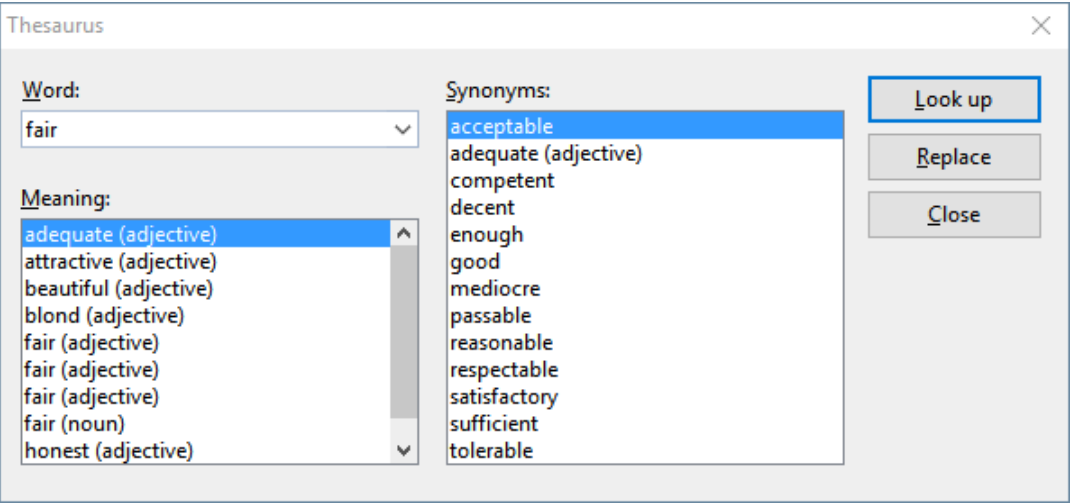 Thesaurus
Word:
fair
Meaning:
adequate (adjective)
attractive (adjective)
beautiful (adjective)
blond (adjective)
fair (adjective)
fair (adjective)
fair (adjective)
fair (noun)
honest (adjective)
Synonyms:
acceptable
adequate (adjective)
competent
decent
enough
good
mediocre
passable
reasonable
respectable
satisfactory
sufficient
tolerable
Look up
Replace
Close